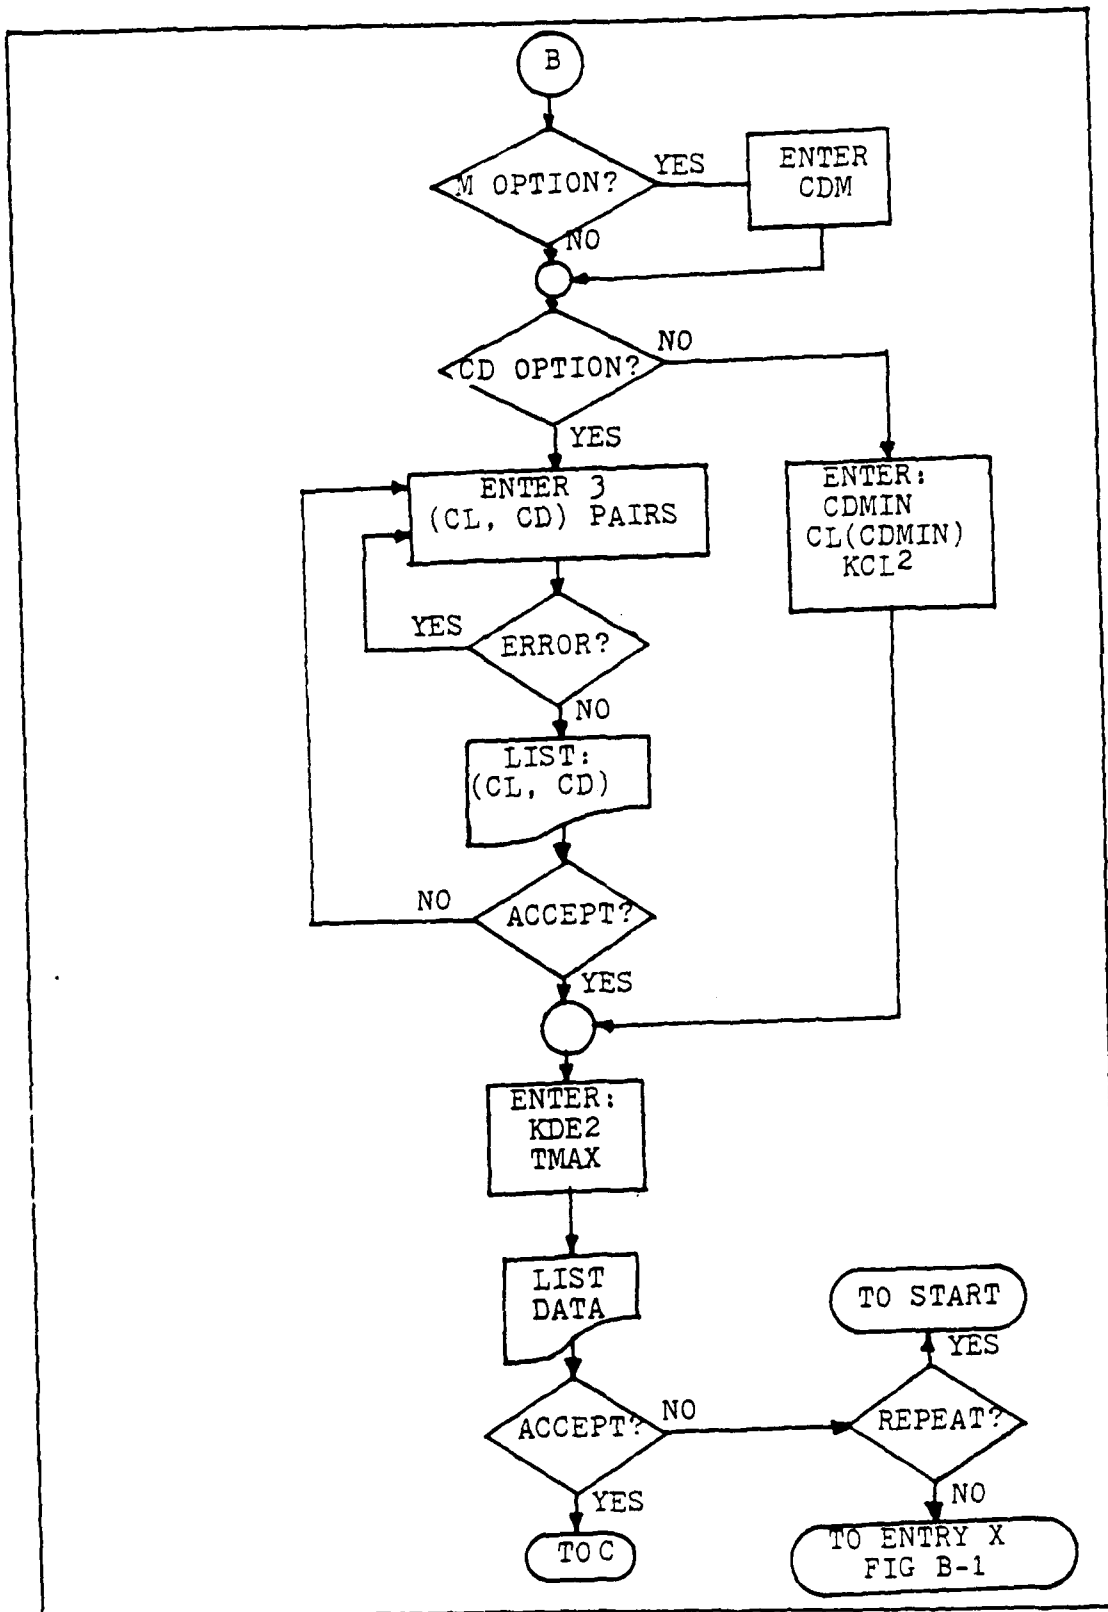 B
M OPTION?
YES
ENTER
CDM
NO
CD OPTION?
NO
YES
ENTER 3
(CL, CD) PAIRS
ENTER:
CDMIN
CL(CDMIN)
KCL²
YES
ERROR?
NO
LIST:
(CL, CD)
NO
ACCEPT?
YES
ENTER:
KDE2
TMAX
LIST
DATA
TO START
YES
ACCEPT?
NO
REPEAT?
YES
NO
TO C
TO ENTRY X
FIG B-1